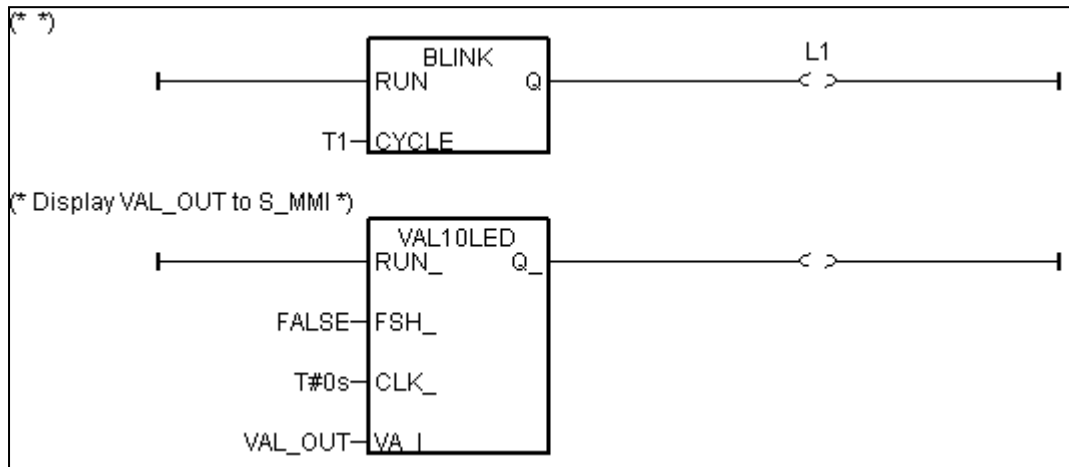 (* *)
BLINK
L1
RUN Q
T1 CYCLE
(* Display VAL_OUT to S_MMI *)
VAL10LED
RUN_ Q_
FALSE FSH_
T#0s CLK_
VAL_OUT